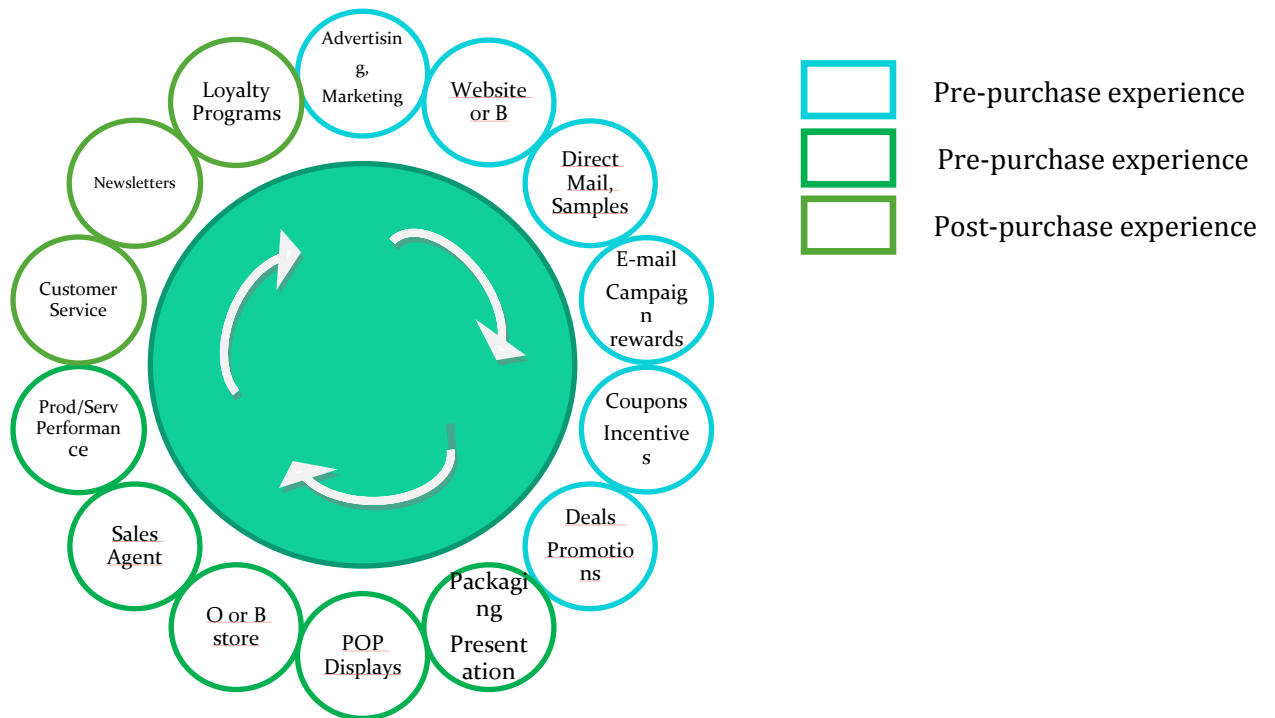 Advertisin
g,
Marketing
Website
or B
Direct
Mail,
Samples
E-mail
Campaig
n
rewards
Coupons
Incentive
s
Deals
Promotio
ns
Packagi
ng
Present
ation
POP
Displays
O or B
store
Sales
Agent
Prod/Serv
Performan
ce
Customer
Service
Newsletters
Loyalty
Programs
Pre-purchase experience
Pre-purchase experience
Post-purchase experience